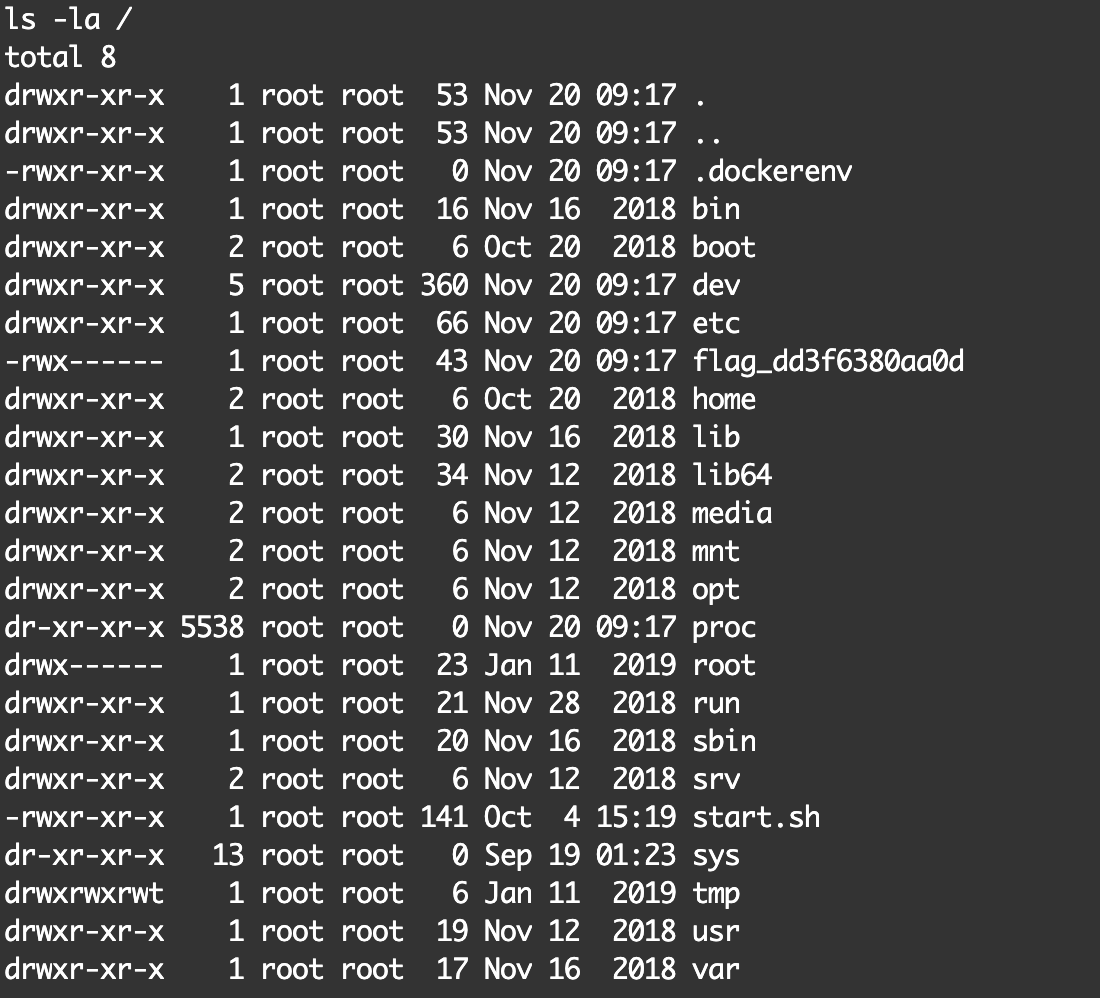 ls -la /
total 8
drwxr-xr-x    1 root root  53 Nov 20 09:17 .
drwxr-xr-x    1 root root  53 Nov 20 09:17 ..
-rwxr-xr-x    1 root root   0 Nov 20 09:17 .dockerenv
drwxr-xr-x    1 root root  16 Nov 16  2018 bin
drwxr-xr-x    2 root root   6 Oct 20  2018 boot
drwxr-xr-x    5 root root 360 Nov 20 09:17 dev
drwxr-xr-x    1 root root  66 Nov 20 09:17 etc
-rwx------    1 root root  43 Nov 20 09:17 flag_dd3f6380aa0d
drwxr-xr-x    2 root root   6 Oct 20  2018 home
drwxr-xr-x    1 root root  30 Nov 16  2018 lib
drwxr-xr-x    2 root root  34 Nov 12  2018 lib64
drwxr-xr-x    2 root root   6 Nov 12  2018 media
drwxr-xr-x    2 root root   6 Nov 12  2018 mnt
drwxr-xr-x    2 root root   6 Nov 12  2018 opt
dr-xr-xr-x 5538 root root   0 Nov 20 09:17 proc
drwx------    1 root root  23 Jan 11  2019 root
drwxr-xr-x    1 root root  21 Nov 28  2018 run
drwxr-xr-x    1 root root  20 Nov 16  2018 sbin
drwxr-xr-x    2 root root   6 Nov 12  2018 srv
-rwxr-xr-x    1 root root 141 Oct  4 15:19 start.sh
dr-xr-xr-x   13 root root   0 Sep 19 01:23 sys
drwxrwxrwt    1 root root   6 Jan 11  2019 tmp
drwxr-xr-x    1 root root  19 Nov 12  2018 usr
drwxr-xr-x    1 root root  17 Nov 16  2018 var